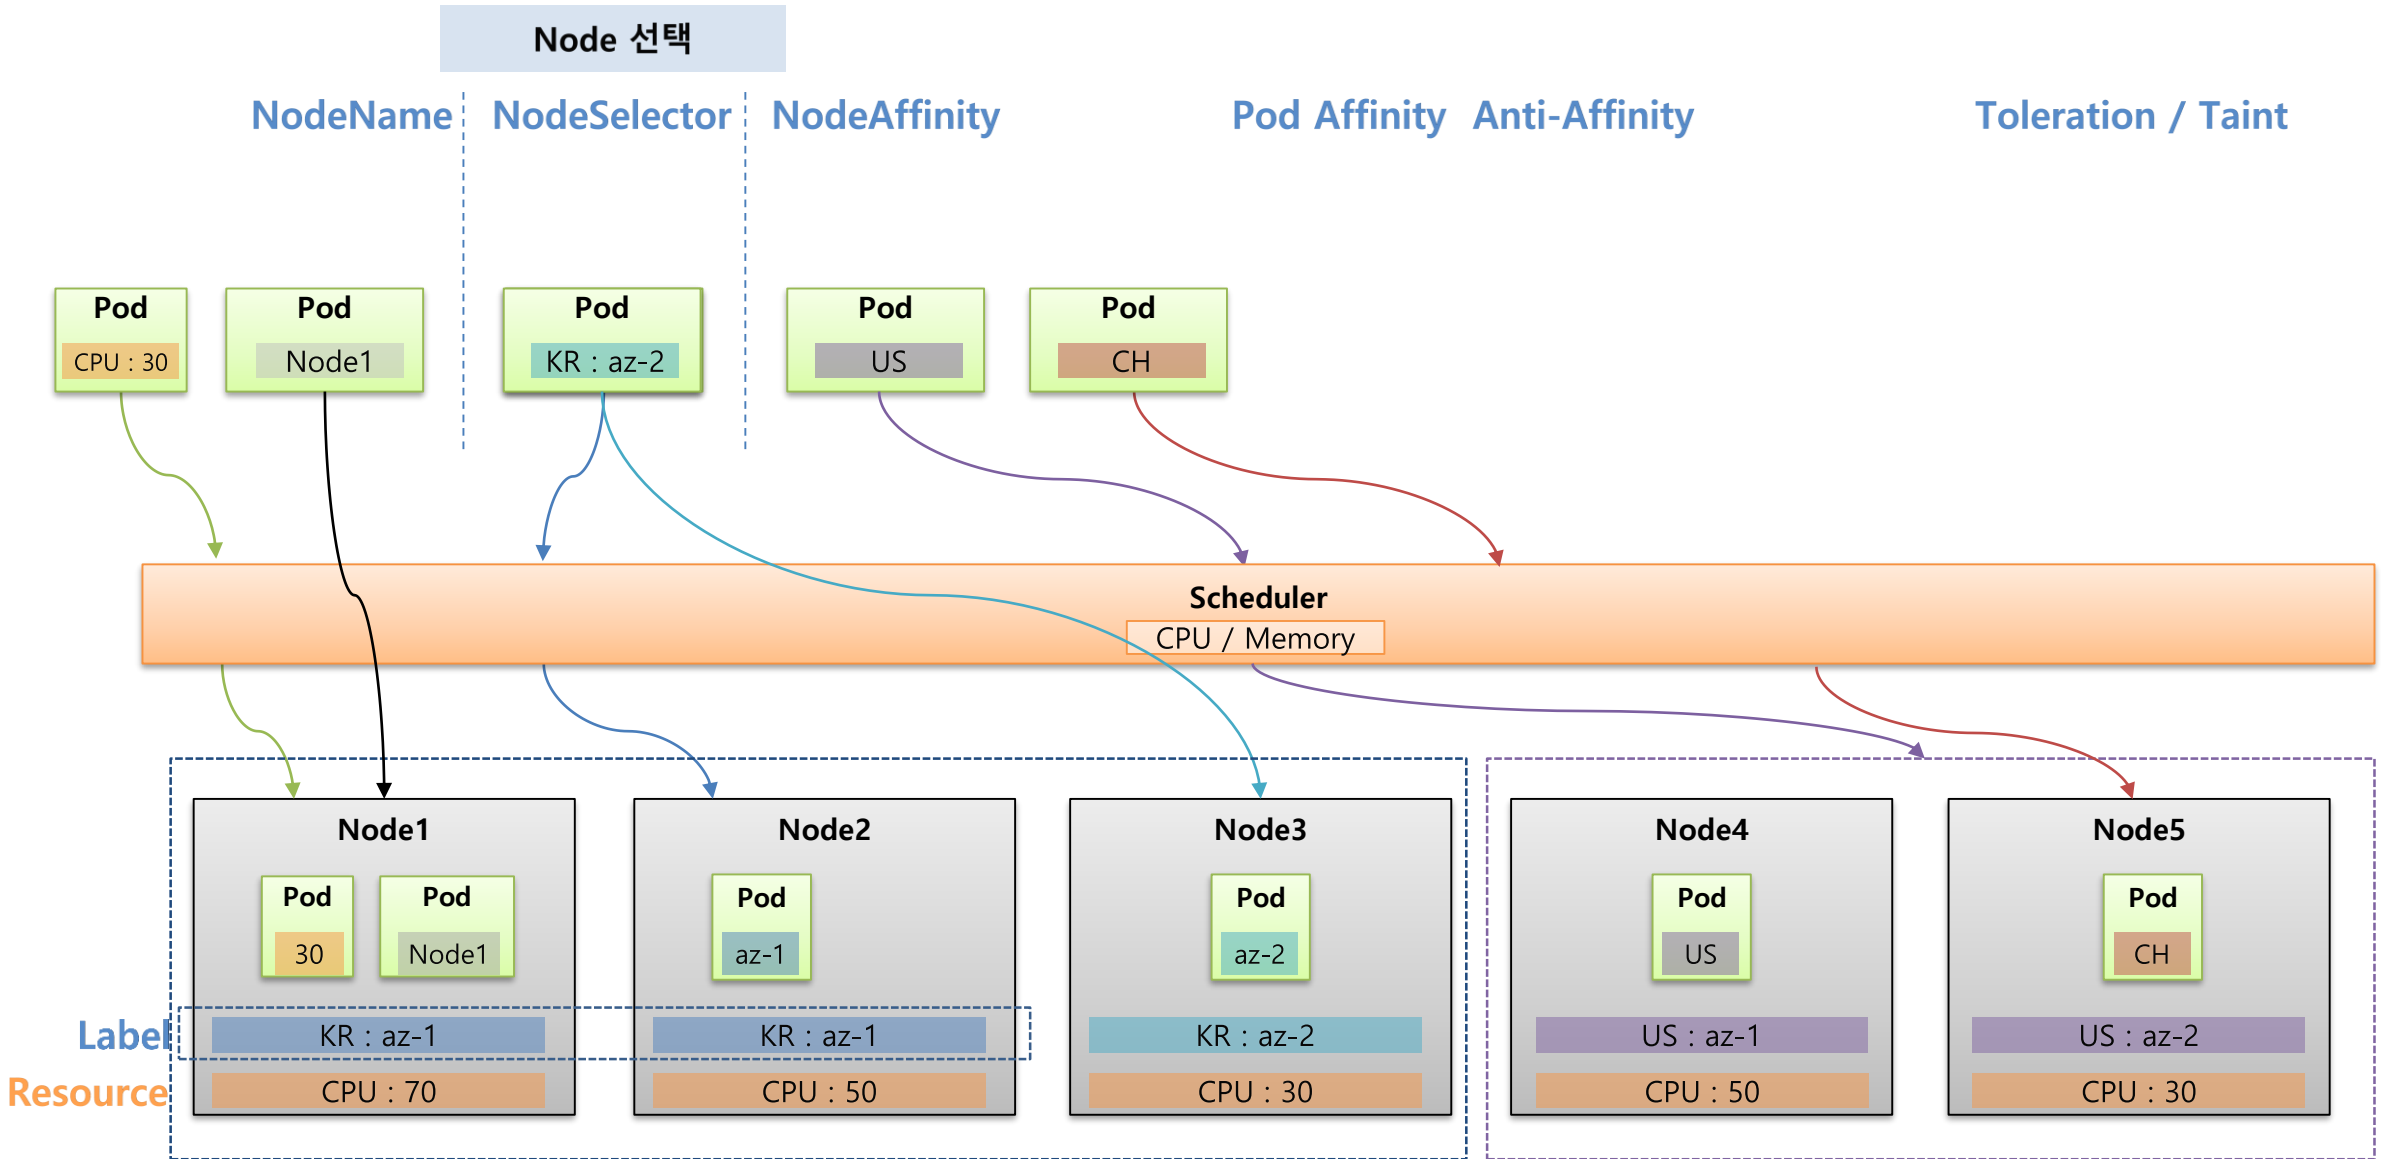 Node 선택
NodeName
NodeSelector
NodeAffinity
Pod Affinity
Anti-Affinity
Toleration / Taint
Pod
CPU : 30
Pod
Node1
Pod
KR : az-2
Pod
US
Pod
CH
Scheduler
CPU / Memory
Node1
Pod
30
Pod
Node1
Node2
Pod
az-1
Node3
Pod
az-2
Node4
Pod
US
Node5
Pod
CH
Label
KR : az-1
KR : az-1
KR : az-2
US : az-1
US : az-2
Resource
CPU : 70
CPU : 50
CPU : 30
CPU : 50
CPU : 30